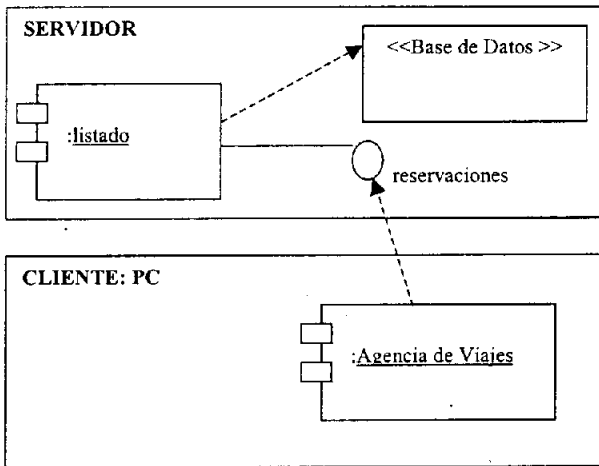 SERVIDOR
<<Base de Datos >>
:listado
reservaciones
CLIENTE: PC
:Agencia de Viajes